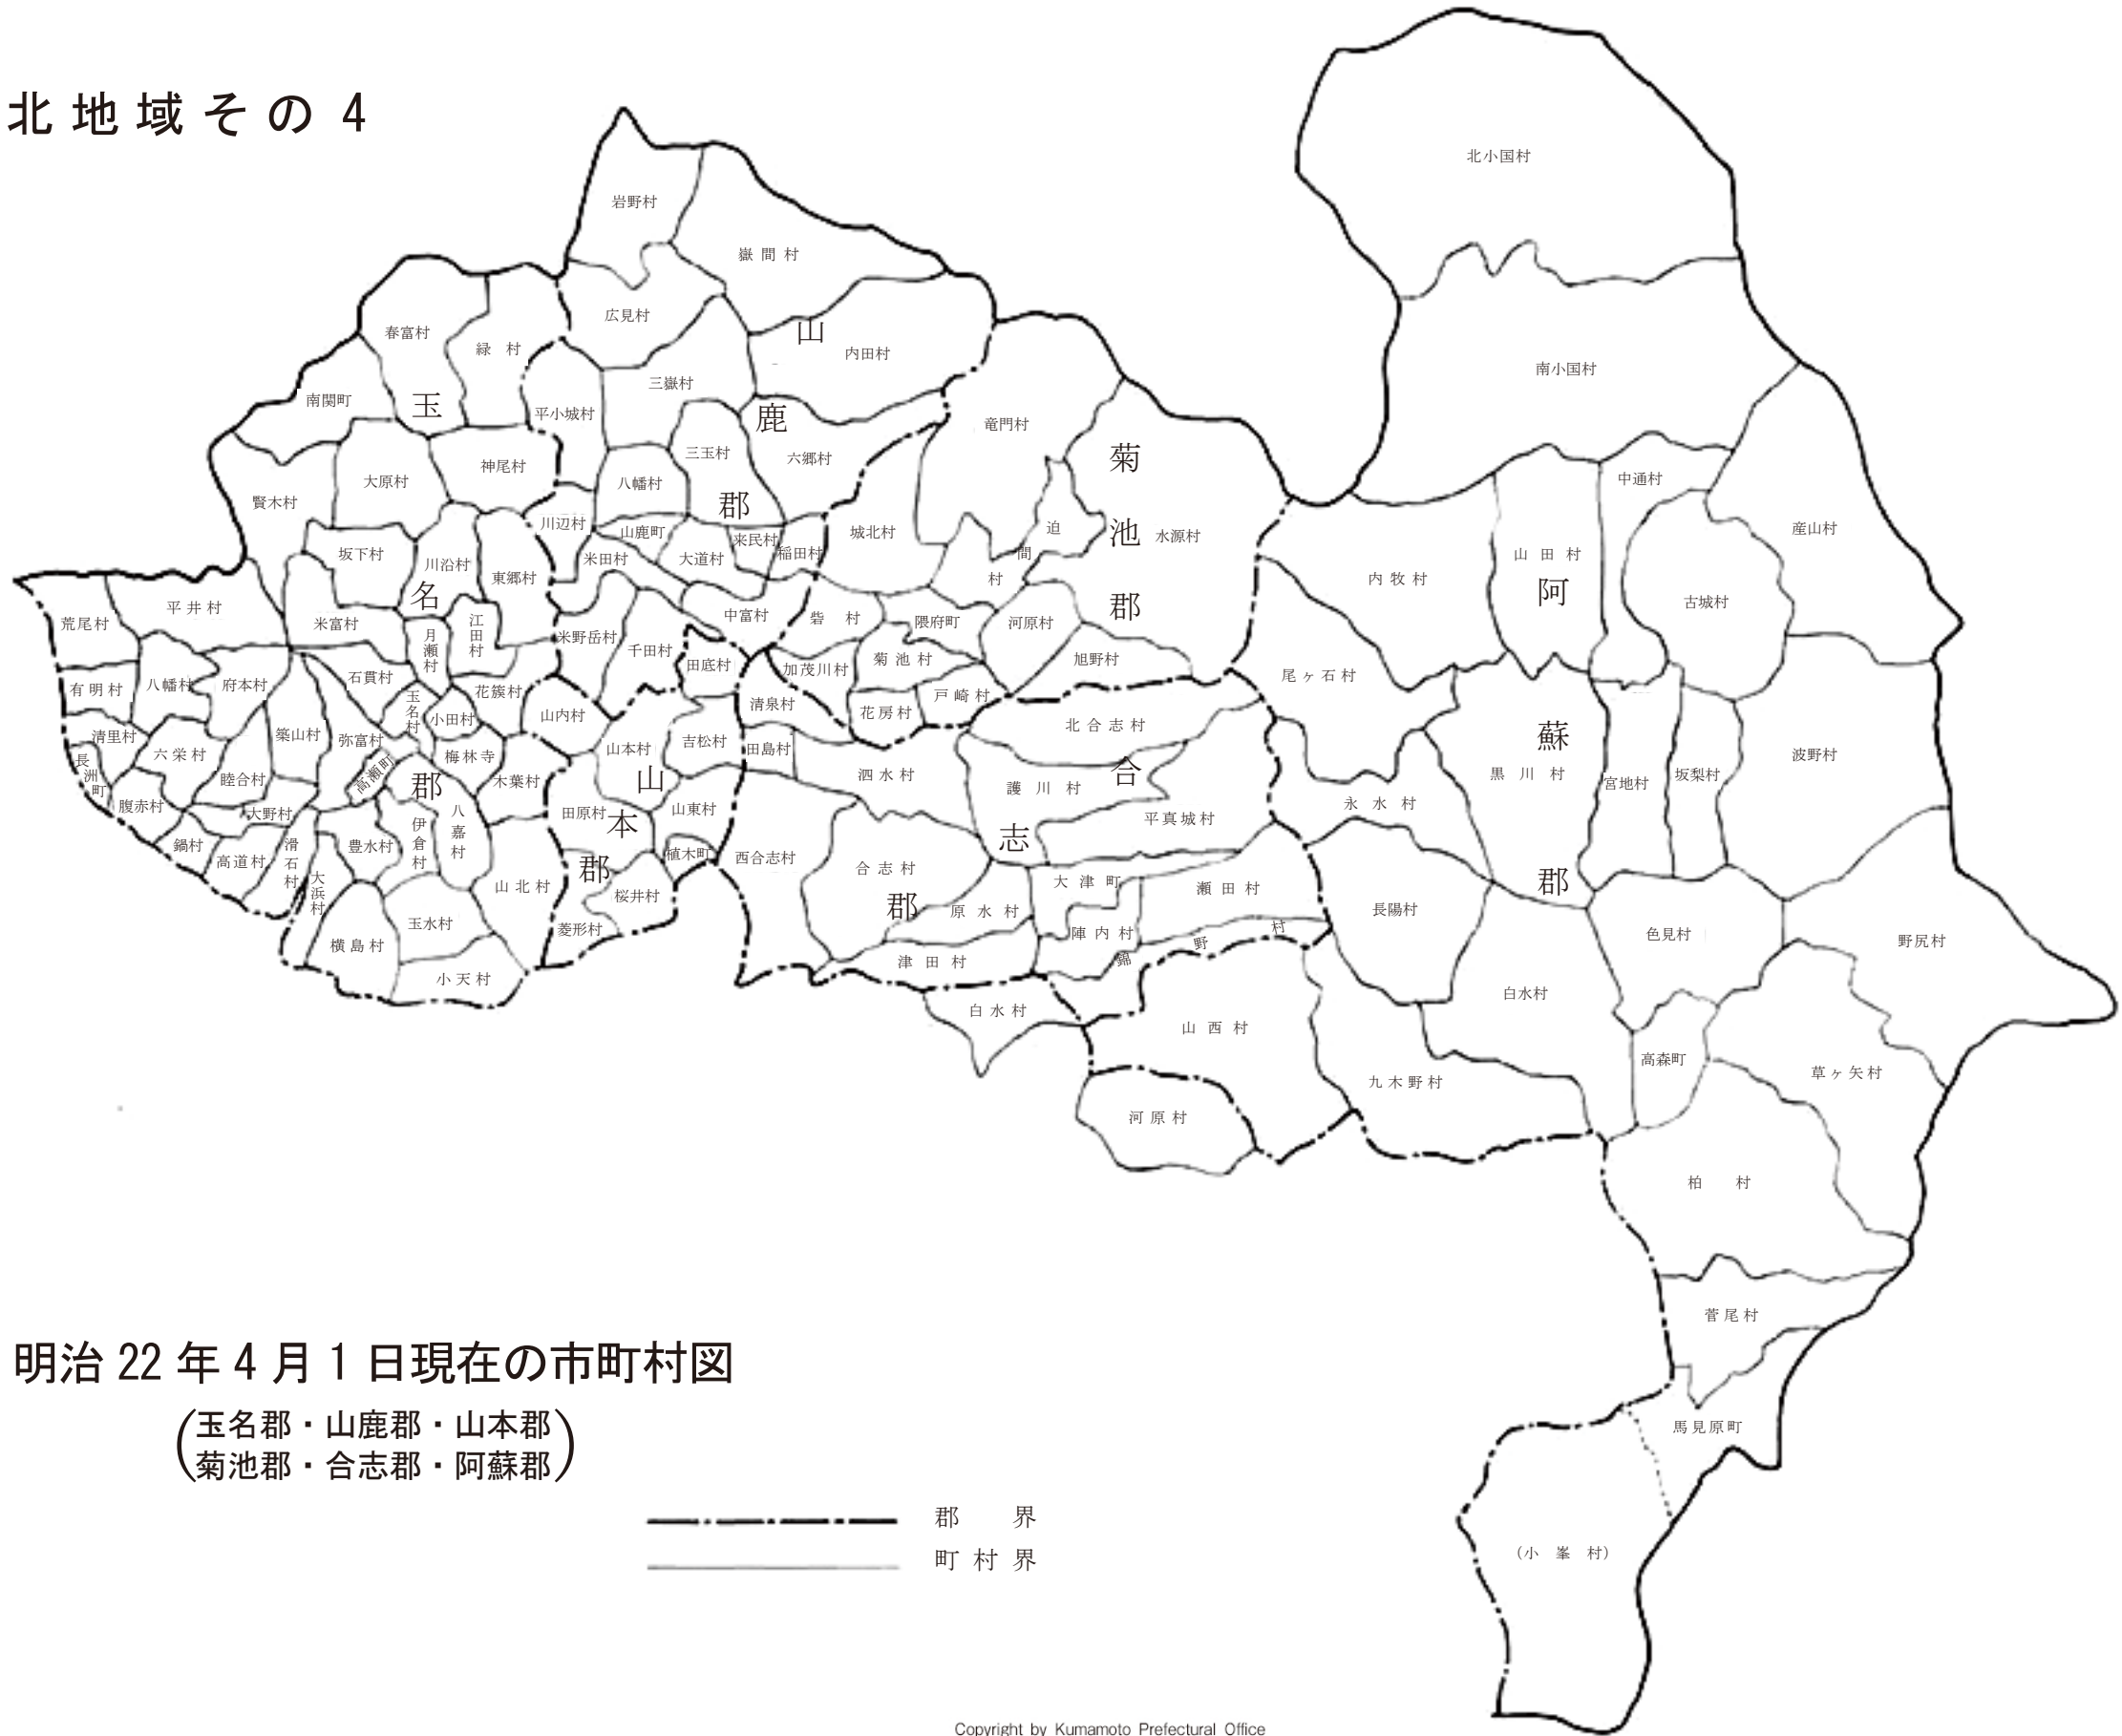 北地域その4
北小国村
岩野村
嶽間村
広見村
春富村
緑村
山
内田村
南小国村
三嶽村
南関町
玉
平小城村
鹿
竜門村
三玉村
六郷村
菊
神尾村
大原村
八幡村
中通村
賢木村
郡
川辺村
山鹿町
城北村
迫間村
池
水源村
産山村
来民村
稲田村
坂下村
川沿村
米田村
大道村
山田村
東郷村
内牧村
名
阿
古城村
平井村
郡
荒尾村
米富村
江田村
月瀬村
米野岳村
中富村
砦村
隈府町
河原村
千田村
田底村
加茂川村
菊池村
旭野村
尾ヶ石村
有明村
八幡村
府本村
石貫村
玉名村
花簇村
清泉村
戸崎村
小田村
山内村
花房村
北合志村
清里村
築山村
弥富村
蘇
六栄村
梅林寺
山本村
吉松村
田島村
長洲町
高瀬町
睦合村
木葉村
山
泗水村
護川村
合
黒川村
宮地村
坂梨村
波野村
郡
腹赤村
大野村
八嘉村
田原村
本
山東村
永水村
平真城村
伊倉村
志
鍋村
高道村
滑石村
豊水村
植木町
西合志村
合志村
郡
大浜村
山北村
桜井村
大津町
瀬田村
郡
郡
原水村
長陽村
横島村
玉水村
菱形村
陣内村
錦野村
色見村
野尻村
津田村
小天村
白水村
白水村
山西村
高森町
草ヶ矢村
九木野村
河原村
柏村
菅尾村
馬見原町
(小峯村)
明治22年4月1日現在の市町村図
(玉名郡・山鹿郡・山本郡
菊池郡・合志郡・阿蘇郡)
郡界
町村界
Copyright by Kumamoto Prefectural Office